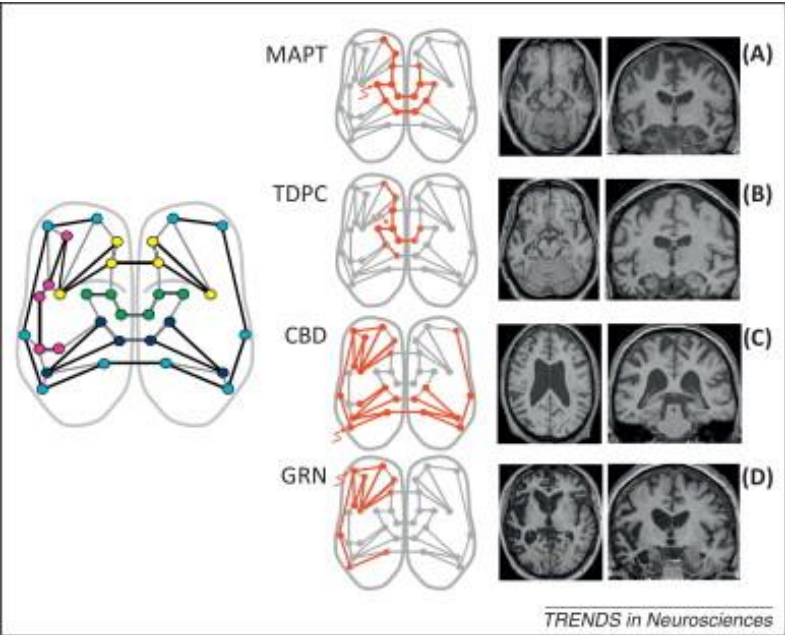 MAPT
(A)
TDPC
(B)
CBD
(C)
GRN
(D)
TRENDS in Neurosciences